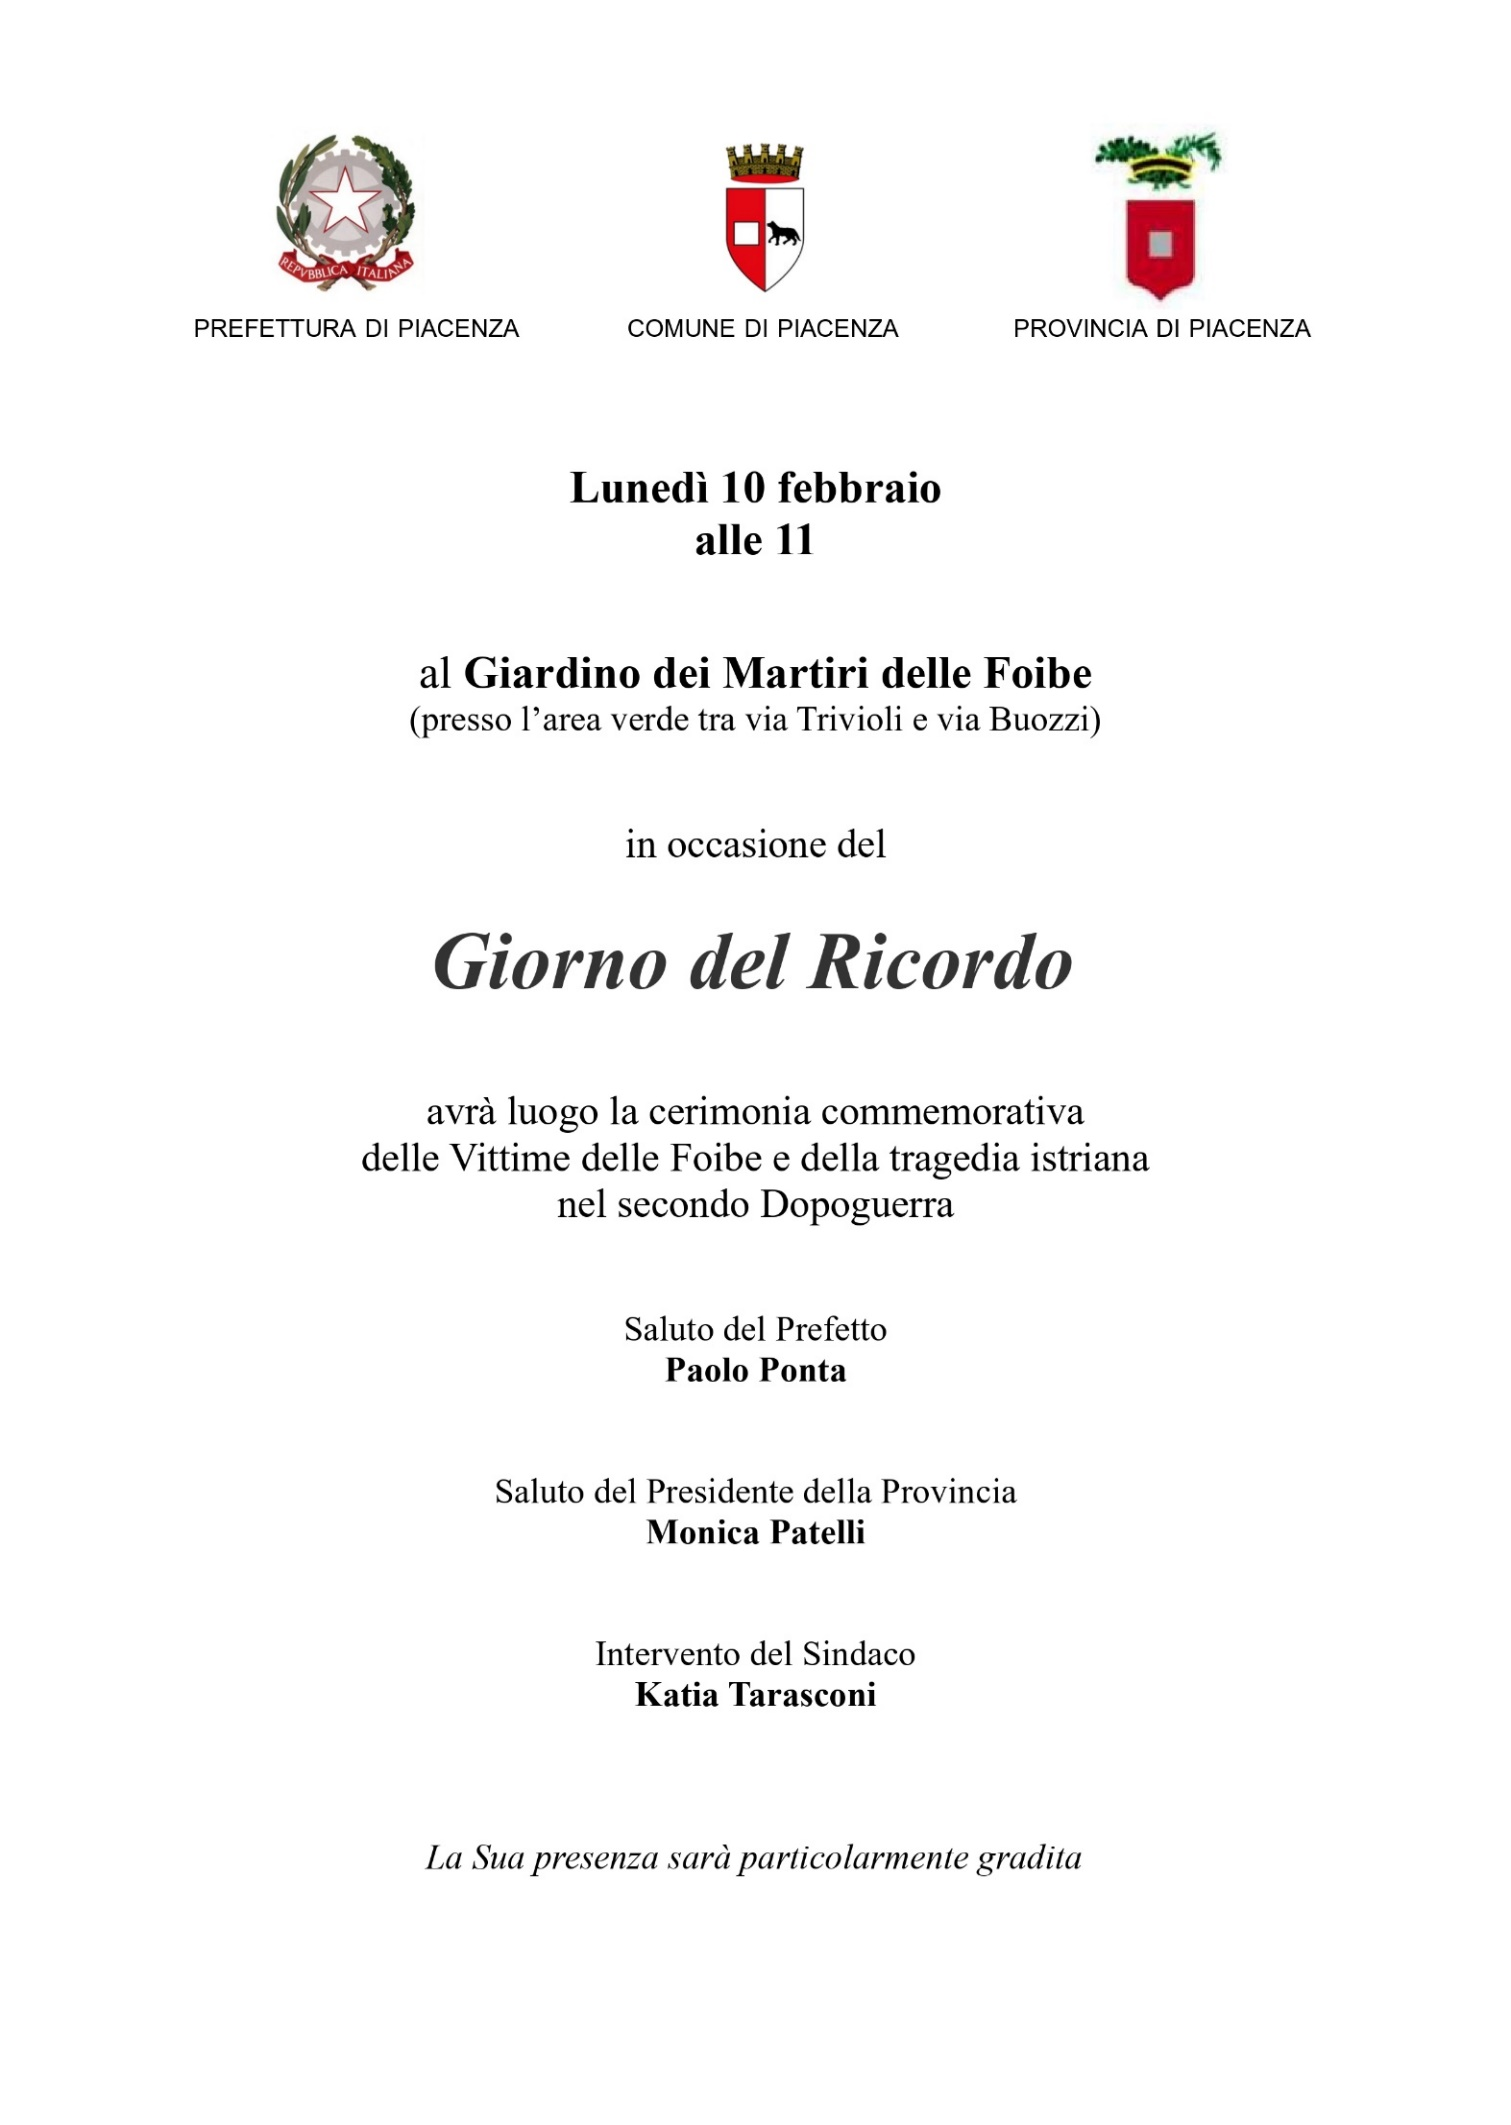 REPVBBLICA ITALIANA
PREFETTURA DI PIACENZA
COMUNE DI PIACENZA
PROVINCIA DI PIACENZA
Lunedì 10 febbraio
alle 11
al Giardino dei Martiri delle Foibe
(presso l’area verde tra via Trivioli e via Buozzi)
in occasione del
Giorno del Ricordo
avrà luogo la cerimonia commemorativa
delle Vittime delle Foibe e della tragedia istriana
nel secondo Dopoguerra
Saluto del Prefetto
Paolo Ponta
Saluto del Presidente della Provincia
Monica Patelli
Intervento del Sindaco
Katia Tarasconi
La Sua presenza sarà particolarmente gradita